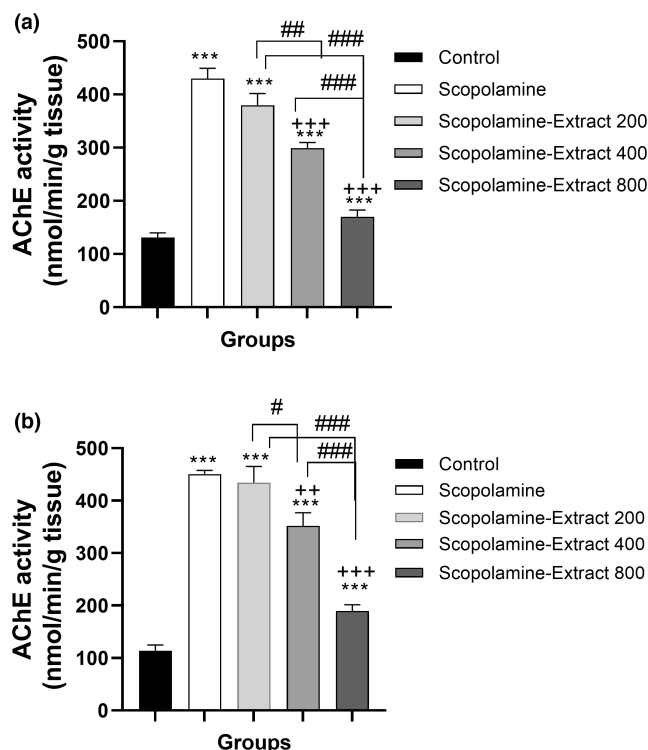 (a)
## ###
500
*** ***
###
400
+++
***
300
+++
***
200
100
0
AChE activity
(nmol/min/g tissue)
Groups
Control
Scopolamine
Scopolamine-Extract 200
Scopolamine-Extract 400
Scopolamine-Extract 800
(b)
# ###
500
*** ***
###
400
++
***
300
+++
***
200
100
0
AChE activity
(nmol/min/g tissue)
Groups
Control
Scopolamine
Scopolamine-Extract 200
Scopolamine-Extract 400
Scopolamine-Extract 800